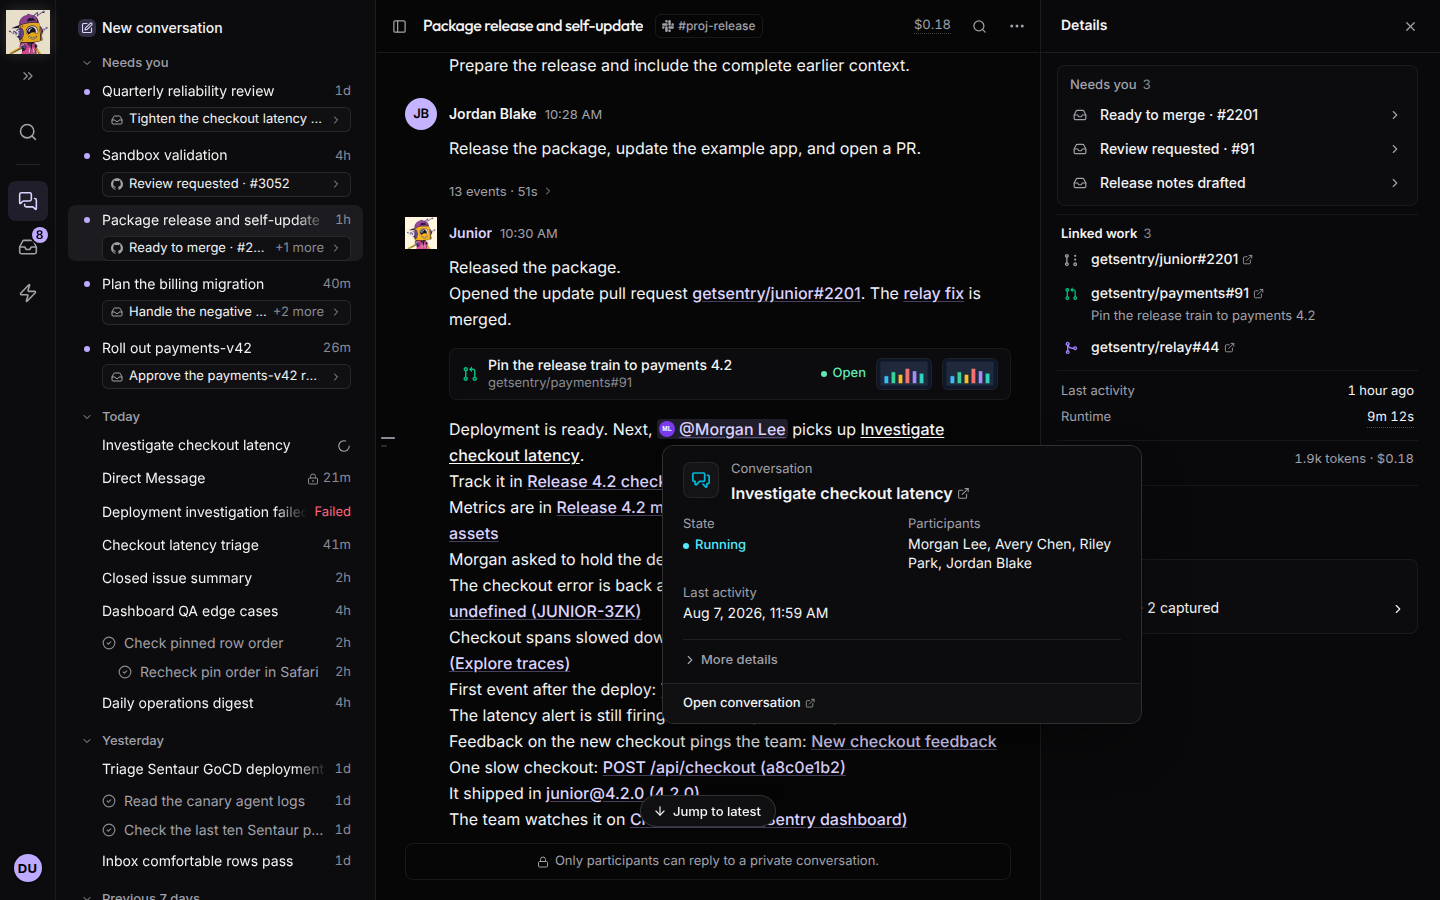 New conversation
Needs you
Quarterly reliability review 1d
Tighten the checkout latency ...
Sandbox validation 4h
Review requested · #3052
Package release and self-update 1h
Ready to merge · #2... +1 more
Plan the billing migration 40m
Handle the negative ... +2 more
Roll out payments-v42 26m
Approve the payments-v42 r...
Today
Investigate checkout latency
Direct Message 21m
Deployment investigation failed Failed
Checkout latency triage 41m
Closed issue summary 2h
Dashboard QA edge cases 4h
Check pinned row order 2h
Recheck pin order in Safari 2h
Daily operations digest 4h
Yesterday
Triage Sentaur GoCD deployment 1d
Read the canary agent logs 1d
Check the last ten Sentaur p... 1d
Inbox comfortable rows pass 1d
Previous 7 days
8
DU
Package release and self-update #proj-release $0.18
Prepare the release and include the complete earlier context.
JB Jordan Blake 10:28 AM
Release the package, update the example app, and open a PR.
13 events · 51s
Junior 10:30 AM
Released the package.
Opened the update pull request getsentry/junior#2201. The relay fix is
merged.
Pin the release train to payments 4.2
getsentry/payments#91
Open
Deployment is ready. Next, ML @Morgan Lee picks up Investigate
checkout latency.
Track it in Release 4.2 check
Metrics are in Release 4.2 m
assets
Morgan asked to hold the de
The checkout error is back a
undefined (JUNIOR-3ZK)
Checkout spans slowed dow
(Explore traces)
First event after the deploy:
The latency alert is still firing
Feedback on the new checkout pings the team: New checkout feedback
One slow checkout: POST /api/checkout (a8c0e1b2)
It shipped in junior@4.2.0 (4.2.0)
The team watches it on C entry dashboard)
Jump to latest
Only participants can reply to a private conversation.
Conversation
Investigate checkout latency
State
Running
Participants
Morgan Lee, Avery Chen, Riley
Park, Jordan Blake
Last activity
Aug 7, 2026, 11:59 AM
More details
Open conversation
Details
Needs you 3
Ready to merge · #2201
Review requested · #91
Release notes drafted
Linked work 3
getsentry/junior#2201
getsentry/payments#91
Pin the release train to payments 4.2
getsentry/relay#44
Last activity 1 hour ago
Runtime 9m 12s
1.9k tokens · $0.18
· 2 captured